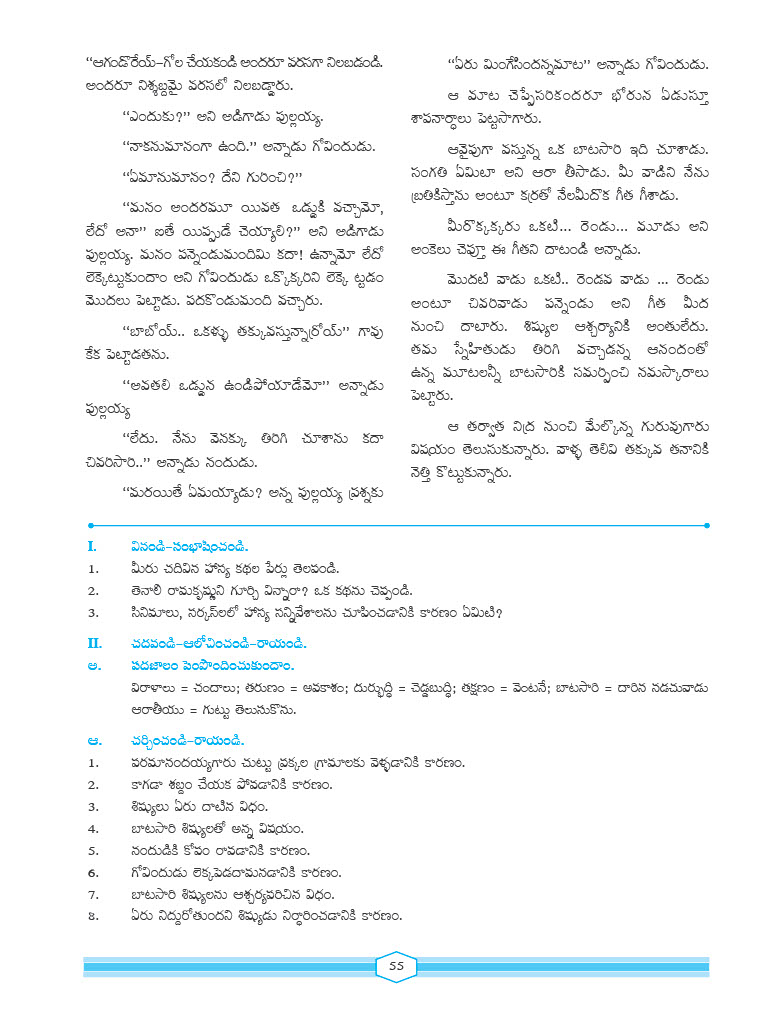 “ఆగండొరేయ్-గోల చేయకండి అందరూ వరసగా నిలబడండి.
అందరూ నిశ్శబ్దమై వరసలో నిలబడ్డారు.
“ఎందుకు?” అని అడిగాడు పుల్లయ్య.
“నాకనుమానంగా ఉంది.” అన్నాడు గోవిందుడు.
“ఏమానుమానం? దేని గురించి?”
“మనం అందరమూ యివత ఒడ్డుకి వచ్చామో,
లేదో అనా” ఐతే యిప్పుడే చెయ్యాలి?” అని అడిగాడు
పుల్లయ్య. మనం పన్నెండుమందిమి కదా! ఉన్నామో లేదో
లెక్కెట్టుకుందాం అని గోవిందుడు ఒక్కొక్కరిని లెక్కె ట్టడం
మొదలు పెట్టాడు. పదకొండుమంది వచ్చారు.
“బాబోయ్.. ఒకళ్ళు తక్కువస్తున్నార్రోయ్” గావు
కేక పెట్టాడతను.
“అవతలి ఒడ్డున ఉండిపోయాడేమో” అన్నాడు
పుల్లయ్య
“లేదు. నేను వెనక్కు తిరిగి చూశాను కదా
చివరిసారి..” అన్నాడు నందుడు.
“మరయితే ఏమయ్యాడు? అన్న పుల్లయ్య ప్రశ్నకు
“ఏరు మింగేసిందన్నమాట” అన్నాడు గోవిందుడు.
ఆ మాట చెప్పేసరికందరూ భోరున ఏడుస్తూ
శాపనార్ధాలు పెట్టసాగారు.
ఆవైపుగా వస్తున్న ఒక బాటసారి ఇది చూశాడు.
సంగతి ఏమిటా అని ఆరా తీసాడు. మీ వాడిని నేను
బ్రతికిస్తాను అంటూ కర్రతో నేలమీదొక గీత గీశాడు.
మీరొక్కక్కరు ఒకటి... రెండు... మూడు అని
అంకెలు చెప్తూ ఈ గీతని దాటండి అన్నాడు.
మొదటి వాడు ఒకటి.. రెండవ వాడు ... రెండు
అంటూ చివరివాడు పన్నెండు అని గీత మీద
నుంచి దాటారు. శిష్యుల ఆశ్చర్యానికి అంతులేదు.
తమ స్నేహితుడు తిరిగి వచ్చాడన్న ఆనందంతో
ఉన్న మూటలన్నీ బాటసారికి సమర్పించి నమస్కారాలు
పెట్టారు.
ఆ తర్వాత నిద్ర నుంచి మేల్కొన్న గురువుగారు
విషయం తెలుసుకున్నారు. వాళ్ళ తెలివి తక్కువ తనానికి
నెత్తి కొట్టుకున్నారు.
I. వినండి-సంభాషించండి.
1. మీరు చదివిన హాస్య కథల పేర్లు తెలపండి.
2. తెనాలి రామకృష్ణుని గూర్చి విన్నారా? ఒక కథను చెప్పండి.
3. సినిమాలు, సర్కస్‌లలో హాస్య సన్నివేశాలను చూపించడానికి కారణం ఏమిటి?
II. చదవండి-ఆలోచించండి-రాయండి.
అ. పదజాలం పెంపొందించుకుందాం.
విరాళాలు = చందాలు; తరుణం = అవకాశం; దుర్భుద్ధి = చెడ్డబుద్ధి; తక్షణం = వెంటనే; బాటసారి = దారిన నడచువాడు
ఆరాతీయు = గుట్టు తెలుసుకొను.
ఆ. చర్చించండి-రాయండి.
1. పరమానందయ్యగారు చుట్టు ప్రక్కల గ్రామాలకు వెళ్ళడానికి కారణం.
2. కాగడా శబ్దం చేయక పోవడానికి కారణం.
3. శిష్యులు ఏరు దాటిన విధం.
4. బాటసారి శిష్యులతో అన్న విషయం.
5. నందుడికి కోపం రావడానికి కారణం.
6. గోవిందుడు లెక్కపెడదామనడానికి కారణం.
7. బాటసారి శిష్యులను ఆశ్చర్యపరిచిన విధం.
8. ఏరు నిద్దురోతుందని శిష్యుడు నిర్ధారించడానికి కారణం.
55